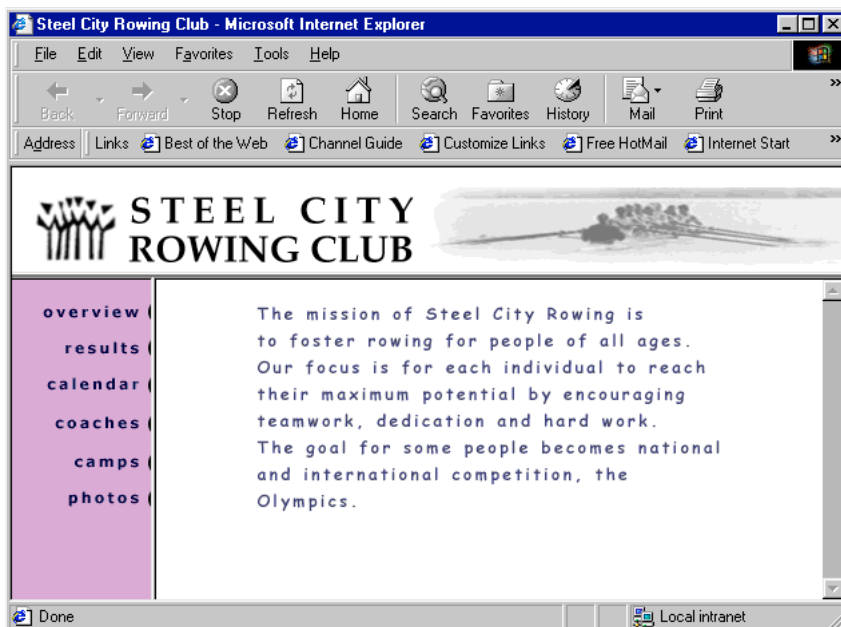 Steel City Rowing Club - Microsoft Internet Explorer
File Edit View Favorites Tools Help
Back Forward Stop Refresh Home Search Favorites History Mail Print »
Address Links Best of the Web Channel Guide Customize Links Free HotMail Internet Start »
STEEL CITY
ROWING CLUB
overview
results
calendar
coaches
camps
photos
The mission of Steel City Rowing is
to foster rowing for people of all ages.
Our focus is for each individual to reach
their maximum potential by encouraging
teamwork, dedication and hard work.
The goal for some people becomes national
and international competition, the
Olympics.
Done Local intranet